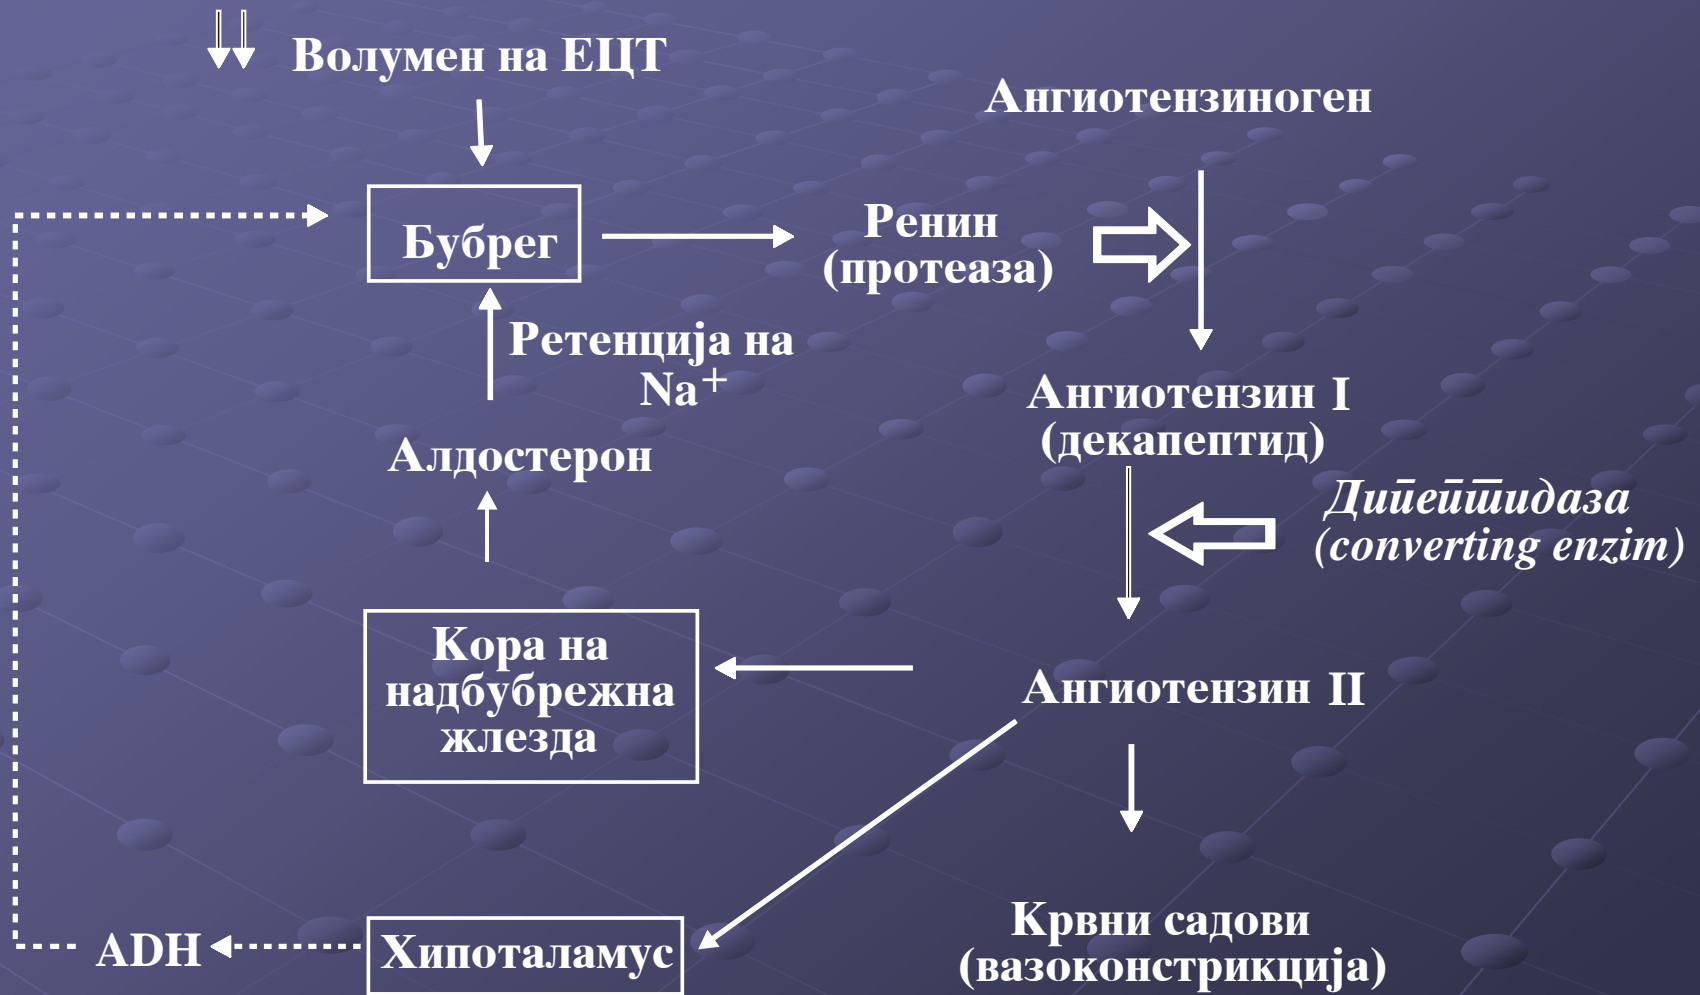 Волумен на ЕЦТ
Ангиотензиноген
Бубрег
Ренин
(протеаза)
Ретенција на
Na⁺
Ангиотензин I
(декапептид)
Алдостерон
Дипептидаза
(converting enzim)
Кора на
надбубрежна
жлезда
Ангиотензин II
ADH
Хипоталамус
Крвни садови
(вазоконстрикција)